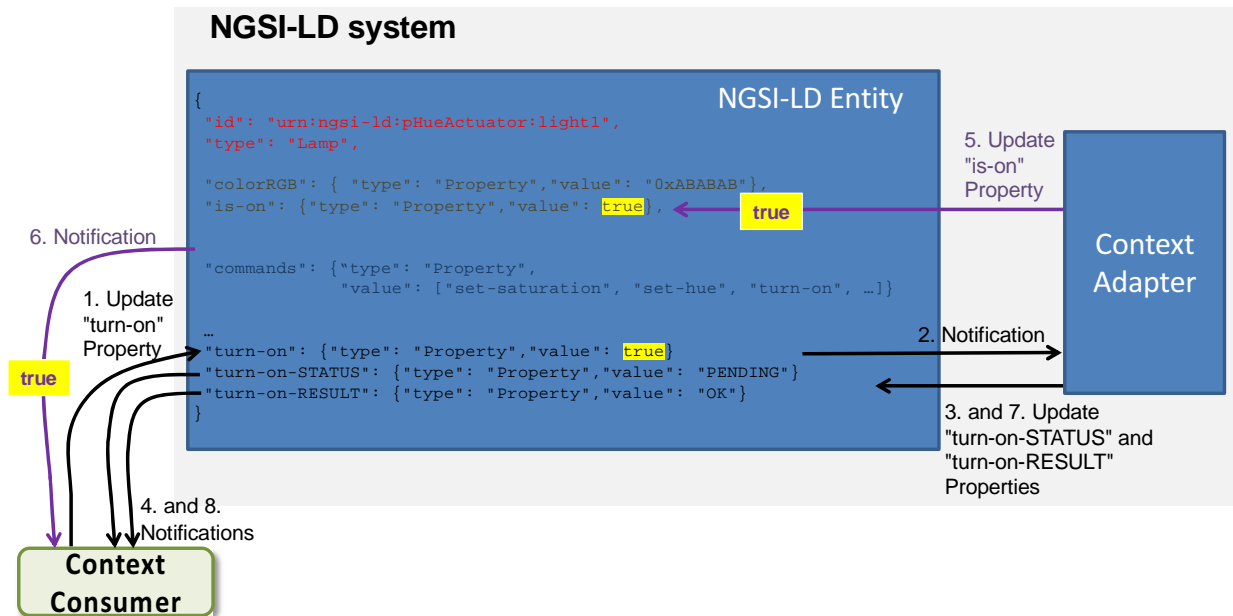 NGSI-LD system
NGSI-LD Entity
{
"id": "urn:ngsi-ld:pHueActuator:light1",
"type": "Lamp",
"colorRGB": { "type": "Property","value": "0xABABAB"},
"is-on": {"type": "Property","value": true},
true
5. Update
"is-on"
Property
Context
Adapter
6. Notification
"commands": {“type": "Property",
"value": ["set-saturation", "set-hue", "turn-on", …]}
1. Update
"turn-on"
Property
true
…
"turn-on": {"type": "Property","value": true}
"turn-on-STATUS": {"type": "Property","value": "PENDING"}
"turn-on-RESULT": {"type": "Property","value": "OK"}
}
2. Notification
3. and 7. Update
"turn-on-STATUS" and
"turn-on-RESULT"
Properties
4. and 8.
Notifications
Context
Consumer